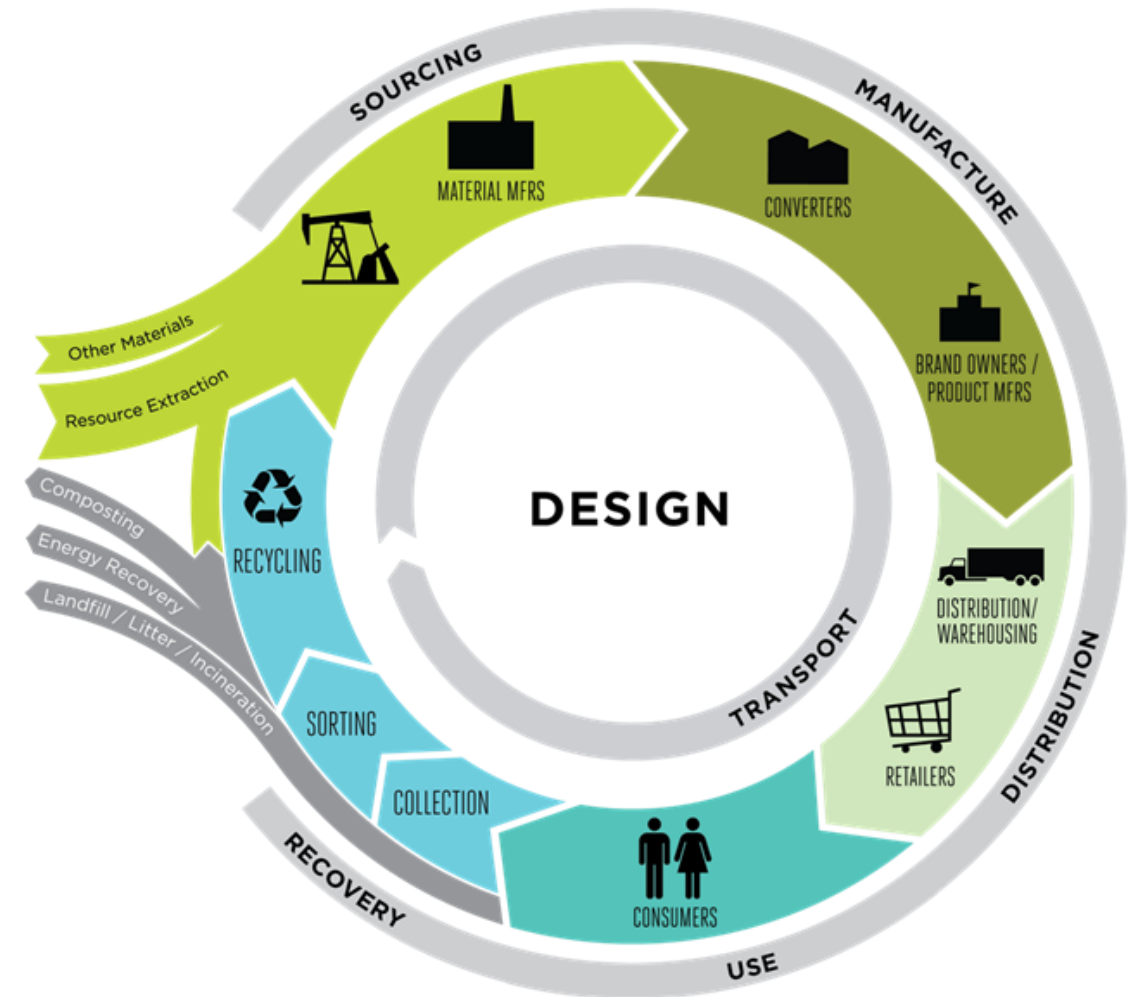 SOURCING
MANUFACTURE
MATERIAL MFRS
CONVERTERS
BRAND OWNERS /
PRODUCT MFRS
Other Materials
Resource Extraction
Composting
Energy Recovery
Landfill / Litter / Incineration
RECYCLING
DESIGN
DISTRIBUTION/
WAREHOUSING
TRANSPORT
DISTRIBUTION
SORTING
RETAILERS
COLLECTION
RECOVERY
CONSUMERS
USE